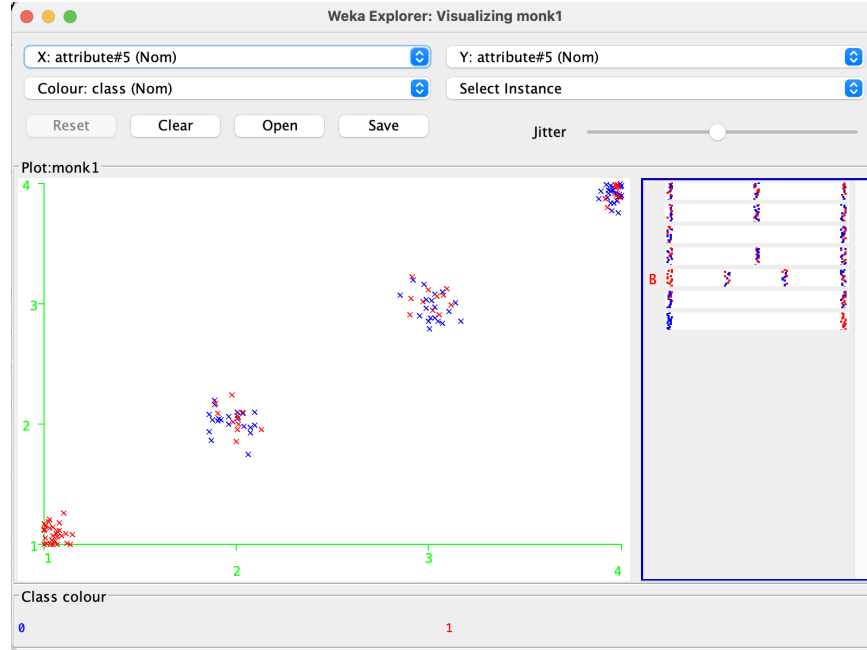 Weka Explorer: Visualizing monk1
X: attribute#5 (Nom)
Y: attribute#5 (Nom)
Colour: class (Nom)
Select Instance
Reset
Clear
Open
Save
Jitter
Plot:monk1
4
3
2
1
1
2
3
4
B
Class colour
0
1